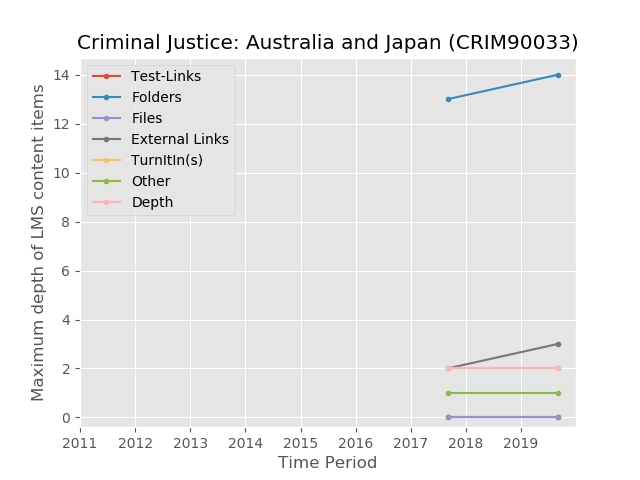 Criminal Justice: Australia and Japan (CRIM90033)
Test-Links
Folders
Files
External Links
TurnItIn(s)
Other
Depth
Maximum depth of LMS content items
14
12
10
8
6
4
2
0
2011 2012 2013 2014 2015 2016 2017 2018 2019
Time Period